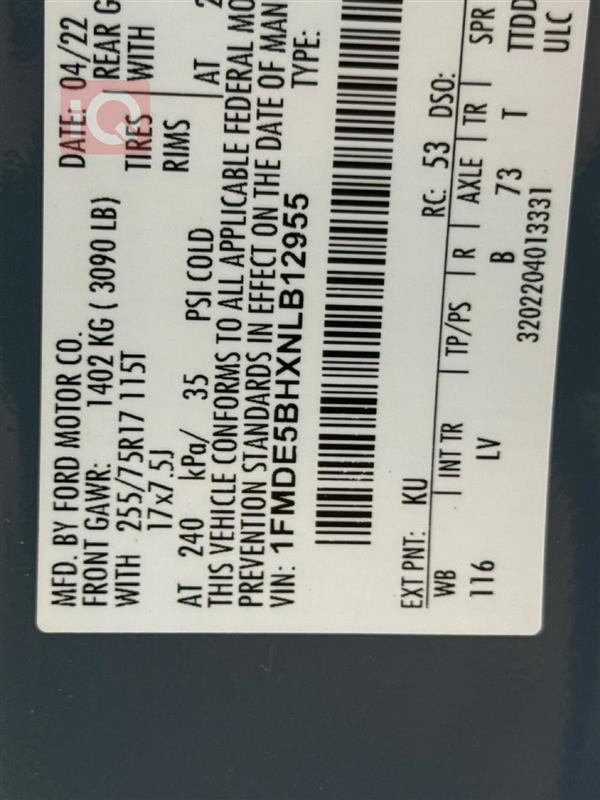 MFD. BY FORD MOTOR CO.
DATE: 04/22
FRONT GAWR: 1402 KG ( 3090 LB)
REAR G
WITH 255/75R17 115T
TIRES
WITH
17x7.5J
RIMS
AT 240 kPa/ 35 PSI COLD
AT 2
THIS VEHICLE CONFORMS TO ALL APPLICABLE FEDERAL MO
PREVENTION STANDARDS IN EFFECT ON THE DATE OF MAN
VIN: 1FMDE5BHXNLB12955
TYPE:
EXT PNT: KU
RC: 53 DSO:
WB | INT TR | TP/PS | R | AXLE | TR | SPR
116 LV B 73 T TTDD
3202204013331
ULC
iiQ